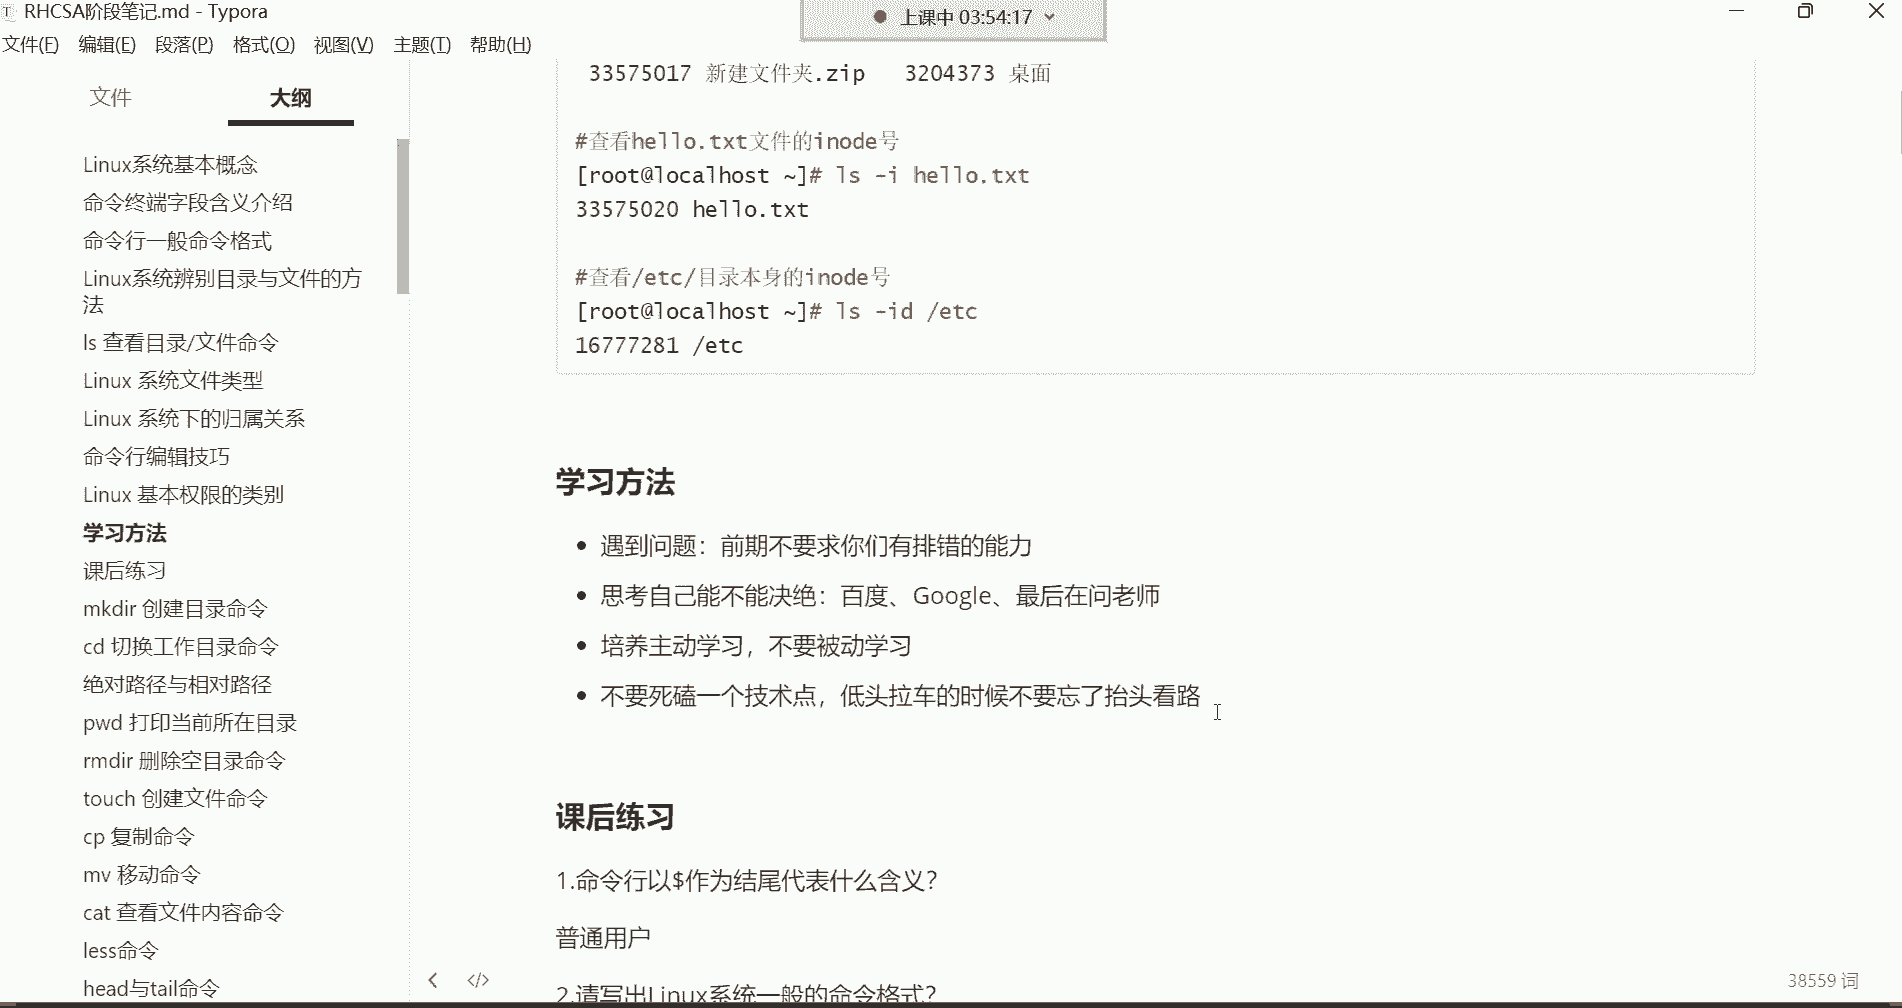 RHCSA阶段笔记.md - Typora
上课中 03:54:17
文件(F) 编辑(E) 段落(P) 格式(O) 视图(V) 主题(T) 帮助(H)
文件 大纲
Linux系统基本概念
命令终端字段含义介绍
命令行一般命令格式
Linux系统辨别目录与文件的方
法
ls 查看目录/文件命令
Linux 系统文件类型
Linux 系统下的归属关系
命令行编辑技巧
Linux 基本权限的类别
学习方法
课后练习
mkdir 创建目录命令
cd 切换工作目录命令
绝对路径与相对路径
pwd 打印当前所在目录
rmdir 删除空目录命令
touch 创建文件命令
cp 复制命令
mv 移动命令
cat 查看文件内容命令
less命令
head与tail命令
33575017 新建文件夹.zip 3204373 桌面
#查看hello.txt文件的inode号
[root@localhost ~]# ls -i hello.txt
33575020 hello.txt
#查看/etc/目录本身的inode号
[root@localhost ~]# ls -id /etc
16777281 /etc
学习方法
遇到问题：前期不要求你们有排错的能力
思考自己能不能决绝：百度、Google、最后在问老师
培养主动学习，不要被动学习
不要死磕一个技术点，低头拉车的时候不要忘了抬头看路
课后练习
1.命令行以$作为结尾代表什么含义？
普通用户
2.请写出Linux系统一般的命令格式？
38559 词